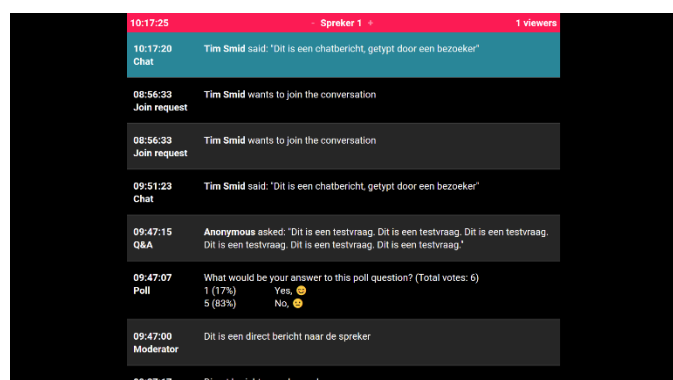 10:17:25 - Spreker 1 + 1 viewers
10:17:20 Tim Smid said: "Dit is een chatbericht, getypt door een bezoeker"
Chat
08:56:33 Tim Smid wants to join the conversation
Join request
08:56:33 Tim Smid wants to join the conversation
Join request
09:51:23 Tim Smid said: "Dit is een chatbericht, getypt door een bezoeker"
Chat
09:47:15 Anonymous asked: "Dit is een testvraag. Dit is een testvraag. Dit is een testvraag.
Q&A Dit is een testvraag. Dit is een testvraag. Dit is een testvraag."
09:47:07 What would be your answer to this poll question? (Total votes: 6)
Poll 1 (17%) Yes, 😊
5 (83%) No, 😐
09:47:00 Dit is een direct bericht naar de spreker
Moderator